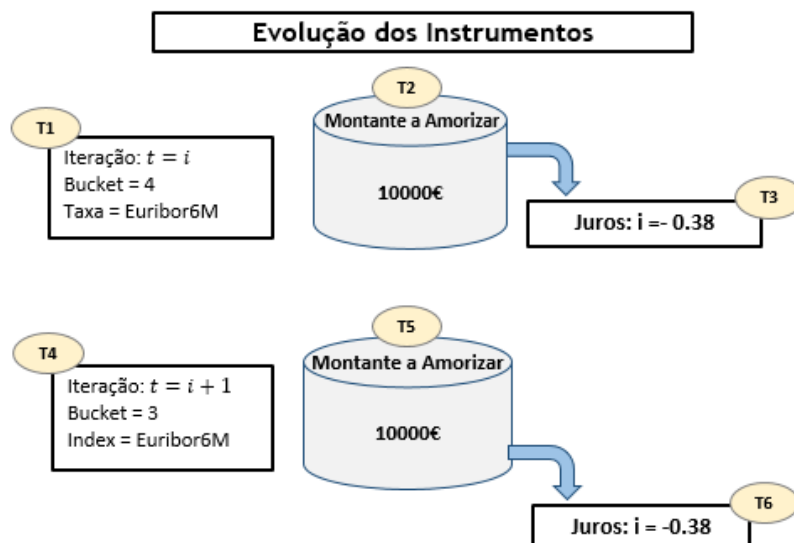 Evolução dos Instrumentos
T1
Iteração: t = i
Bucket = 4
Taxa = Euribor6M
T2
Montante a Amorizar
10000€
T3
Juros: i =- 0.38
T4
Iteração: t = i + 1
Bucket = 3
Index = Euribor6M
T5
Montante a Amorizar
10000€
T6
Juros: i = -0.38